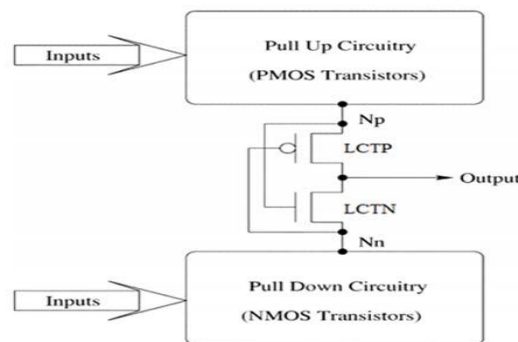 Pull Up Circuitry
(PMOS Transistors)
Inputs
Np
LCTP
Output
LCTN
Nn
Pull Down Circuitry
(NMOS Transistors)
Inputs